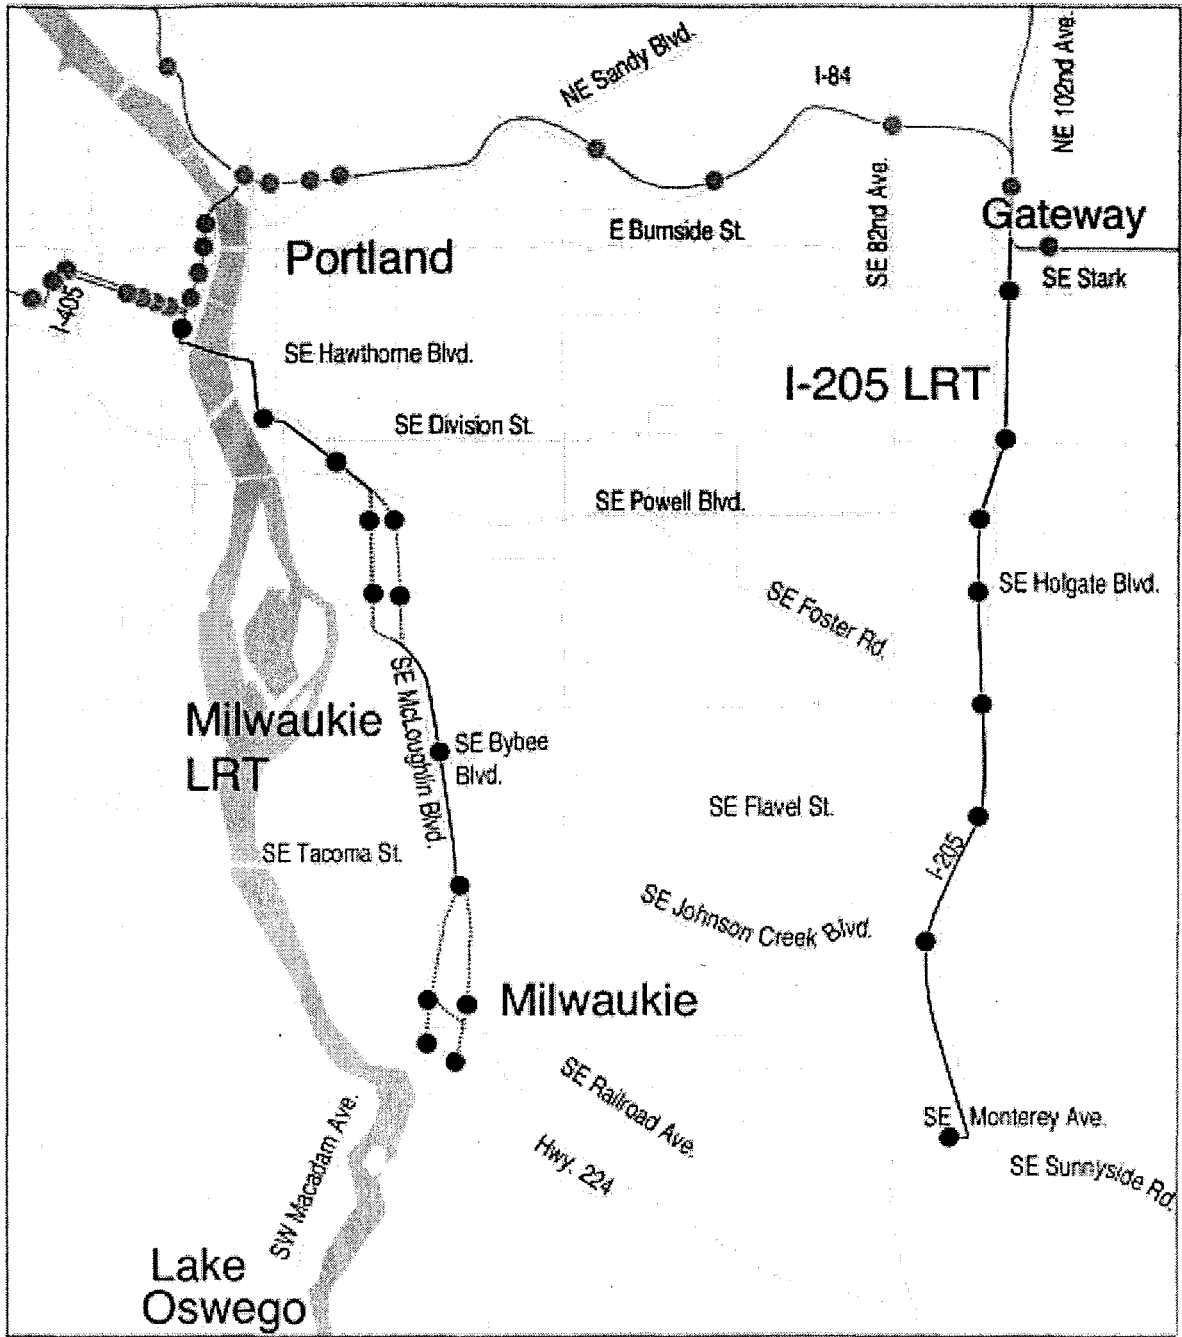 NE Sandy Blvd.
I-84
NE 102nd Ave.
SE 82nd Ave.
Gateway
E Burnside St.
Portland
SE Stark
I-405
SE Hawthorne Blvd.
I-205 LRT
SE Division St.
SE Powell Blvd.
SE Holgate Blvd.
SE Foster Rd.
SE McLoughlin Blvd.
Milwaukie
LRT
SE Bybee
Blvd.
SE Flavel St.
I-205
SE Tacoma St.
SE Johnson Creek Blvd.
Milwaukie
SE Railroad Ave.
SE Monterey Ave.
Hwy. 224
SE Sunnyside Rd.
SW Macadam Ave.
Lake
Oswego